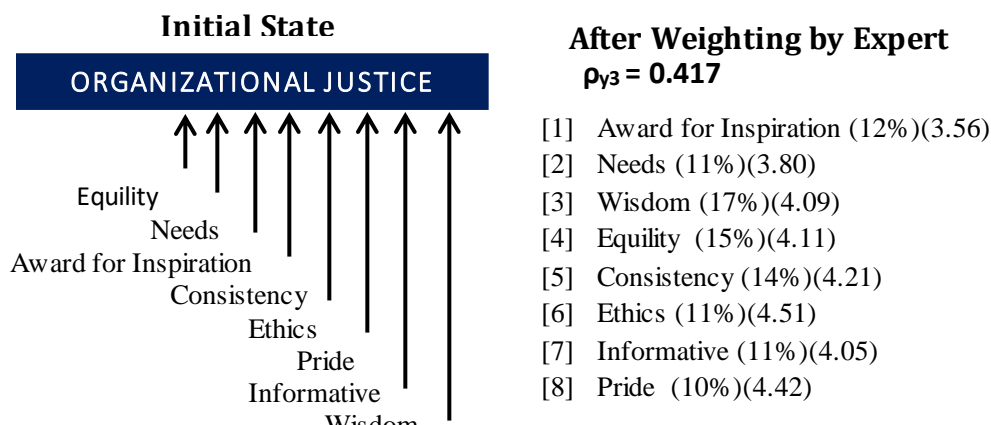 Initial State
ORGANIZATIONAL JUSTICE
Equility
Needs
Award for Inspiration
Consistency
Ethics
Pride
Informative
Wisdom
After Weighting by Expert
ρy3 = 0.417
[1] Award for Inspiration (12%)(3.56)
[2] Needs (11%)(3.80)
[3] Wisdom (17%)(4.09)
[4] Equility (15%)(4.11)
[5] Consistency (14%)(4.21)
[6] Ethics (11%)(4.51)
[7] Informative (11%)(4.05)
[8] Pride (10%)(4.42)